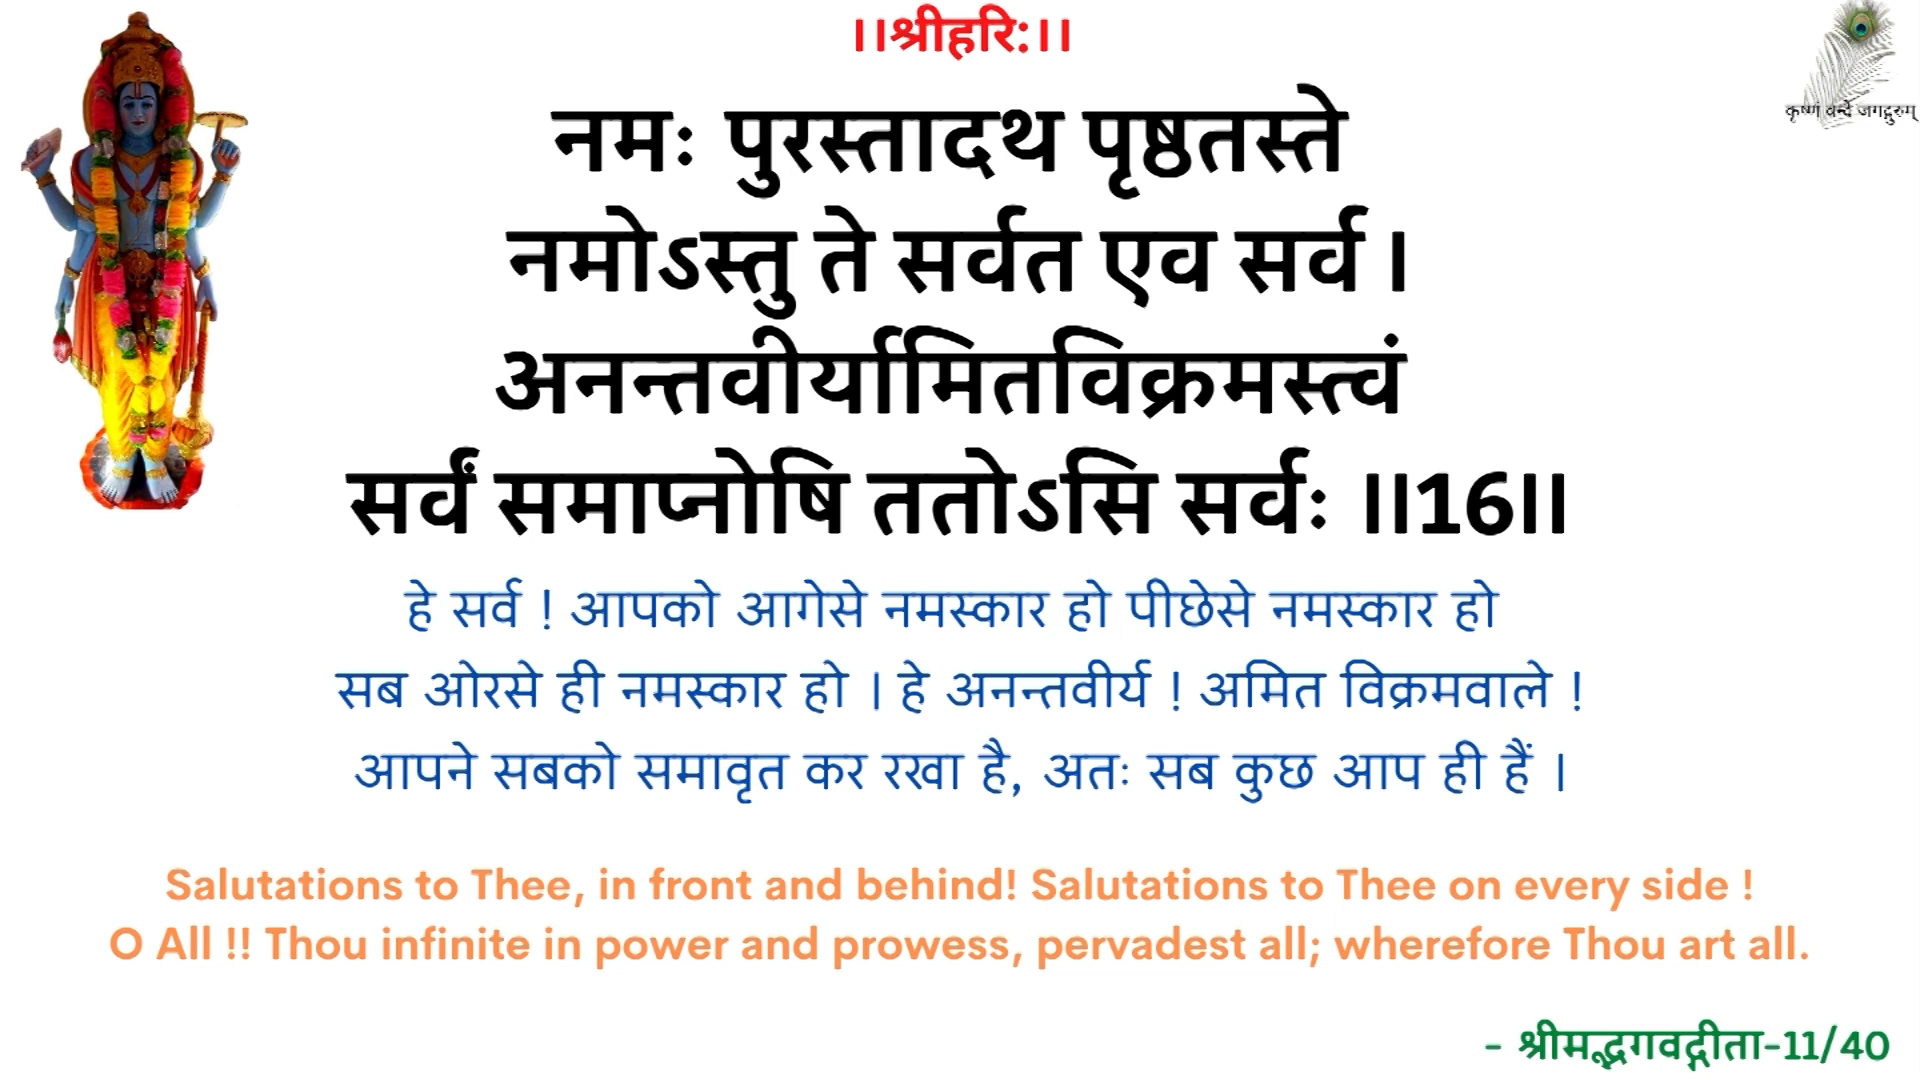 ।।श्रीहरि:।।
कृष्णं वन्दे जगद्गुरुम्
नमः पुरस्तादथ पृष्ठतस्ते
नमोऽस्तु ते सर्वत एव सर्व।
अनन्तवीर्यामितविक्रमस्त्वं
सर्वं समाप्नोषि ततोऽसि सर्वः ॥16॥
हे सर्व ! आपको आगेसे नमस्कार हो पीछेसे नमस्कार हो
सब ओरसे ही नमस्कार हो । हे अनन्तवीर्य ! अमित विक्रमवाले !
आपने सबको समावृत कर रखा है, अतः सब कुछ आप ही हैं ।
Salutations to Thee, in front and behind! Salutations to Thee on every side !
O All !! Thou infinite in power and prowess, pervadest all; wherefore Thou art all.
- श्रीमद्भगवद्गीता-11/40